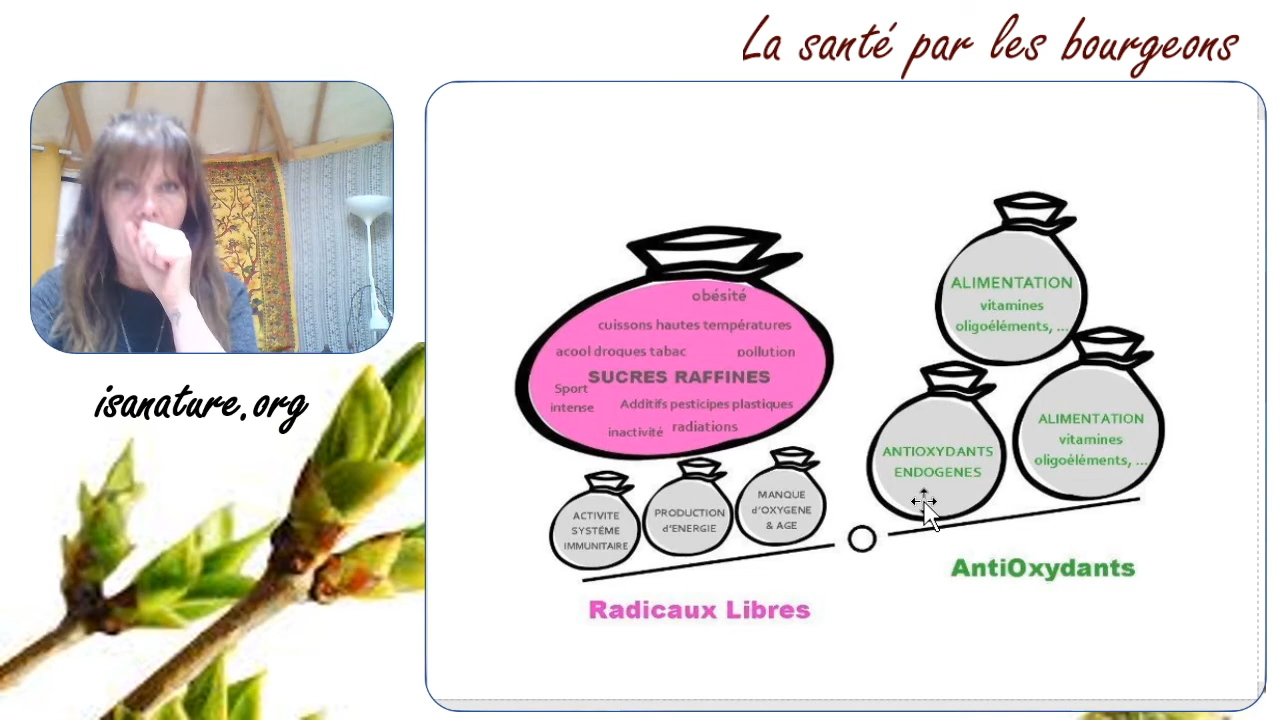 La santé par les bourgeons
isanature.org
obésité
cuissons hautes températures
acool droques tabac
pollution
SUCRES RAFFINES
Sport
intense
Additifs pesticipes plastiques
inactivité
radiations
ACTIVITE
SYSTÉME
IMMUNITAIRE
PRODUCTION
d'ENERGIE
MANQUE
d'OXYGENE
& AGE
Radicaux Libres
ALIMENTATION
vitamines
oligoéléments, ...
ANTIOXYDANTS
ENDOGENES
ALIMENTATION
vitamines
oligoéléments, ...
AntiOxydants